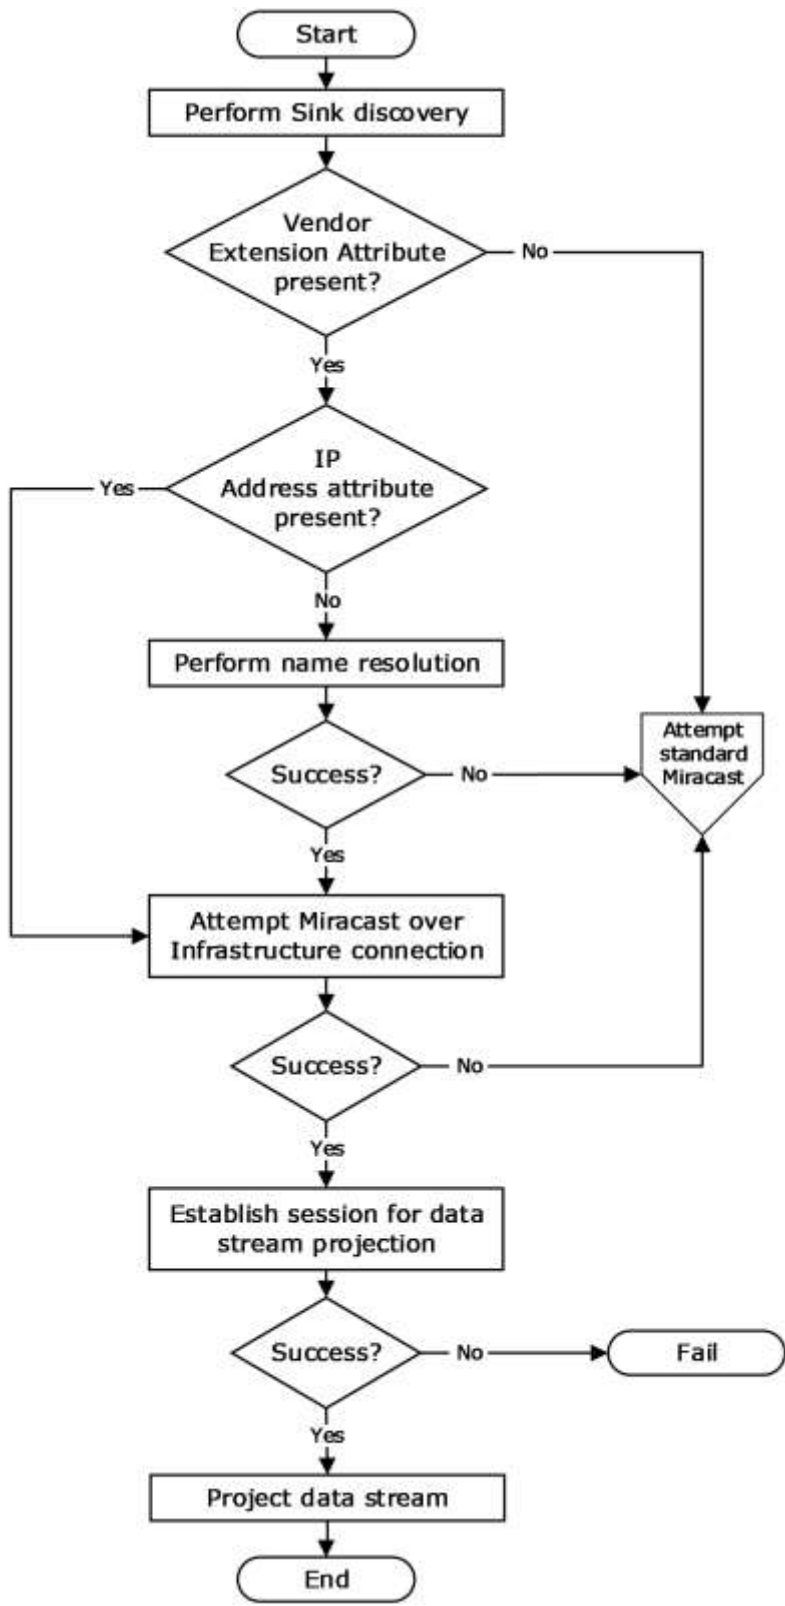 Start
Perform Sink discovery
Vendor
Extension Attribute
present?
No
Yes
IP
Address attribute
present?
Yes
No
Perform name resolution
Attempt
standard
Miracast
Success?
No
Yes
Attempt Miracast over
Infrastructure connection
Success?
No
Yes
Establish session for data
stream projection
Success?
No
Fail
Yes
Project data stream
End